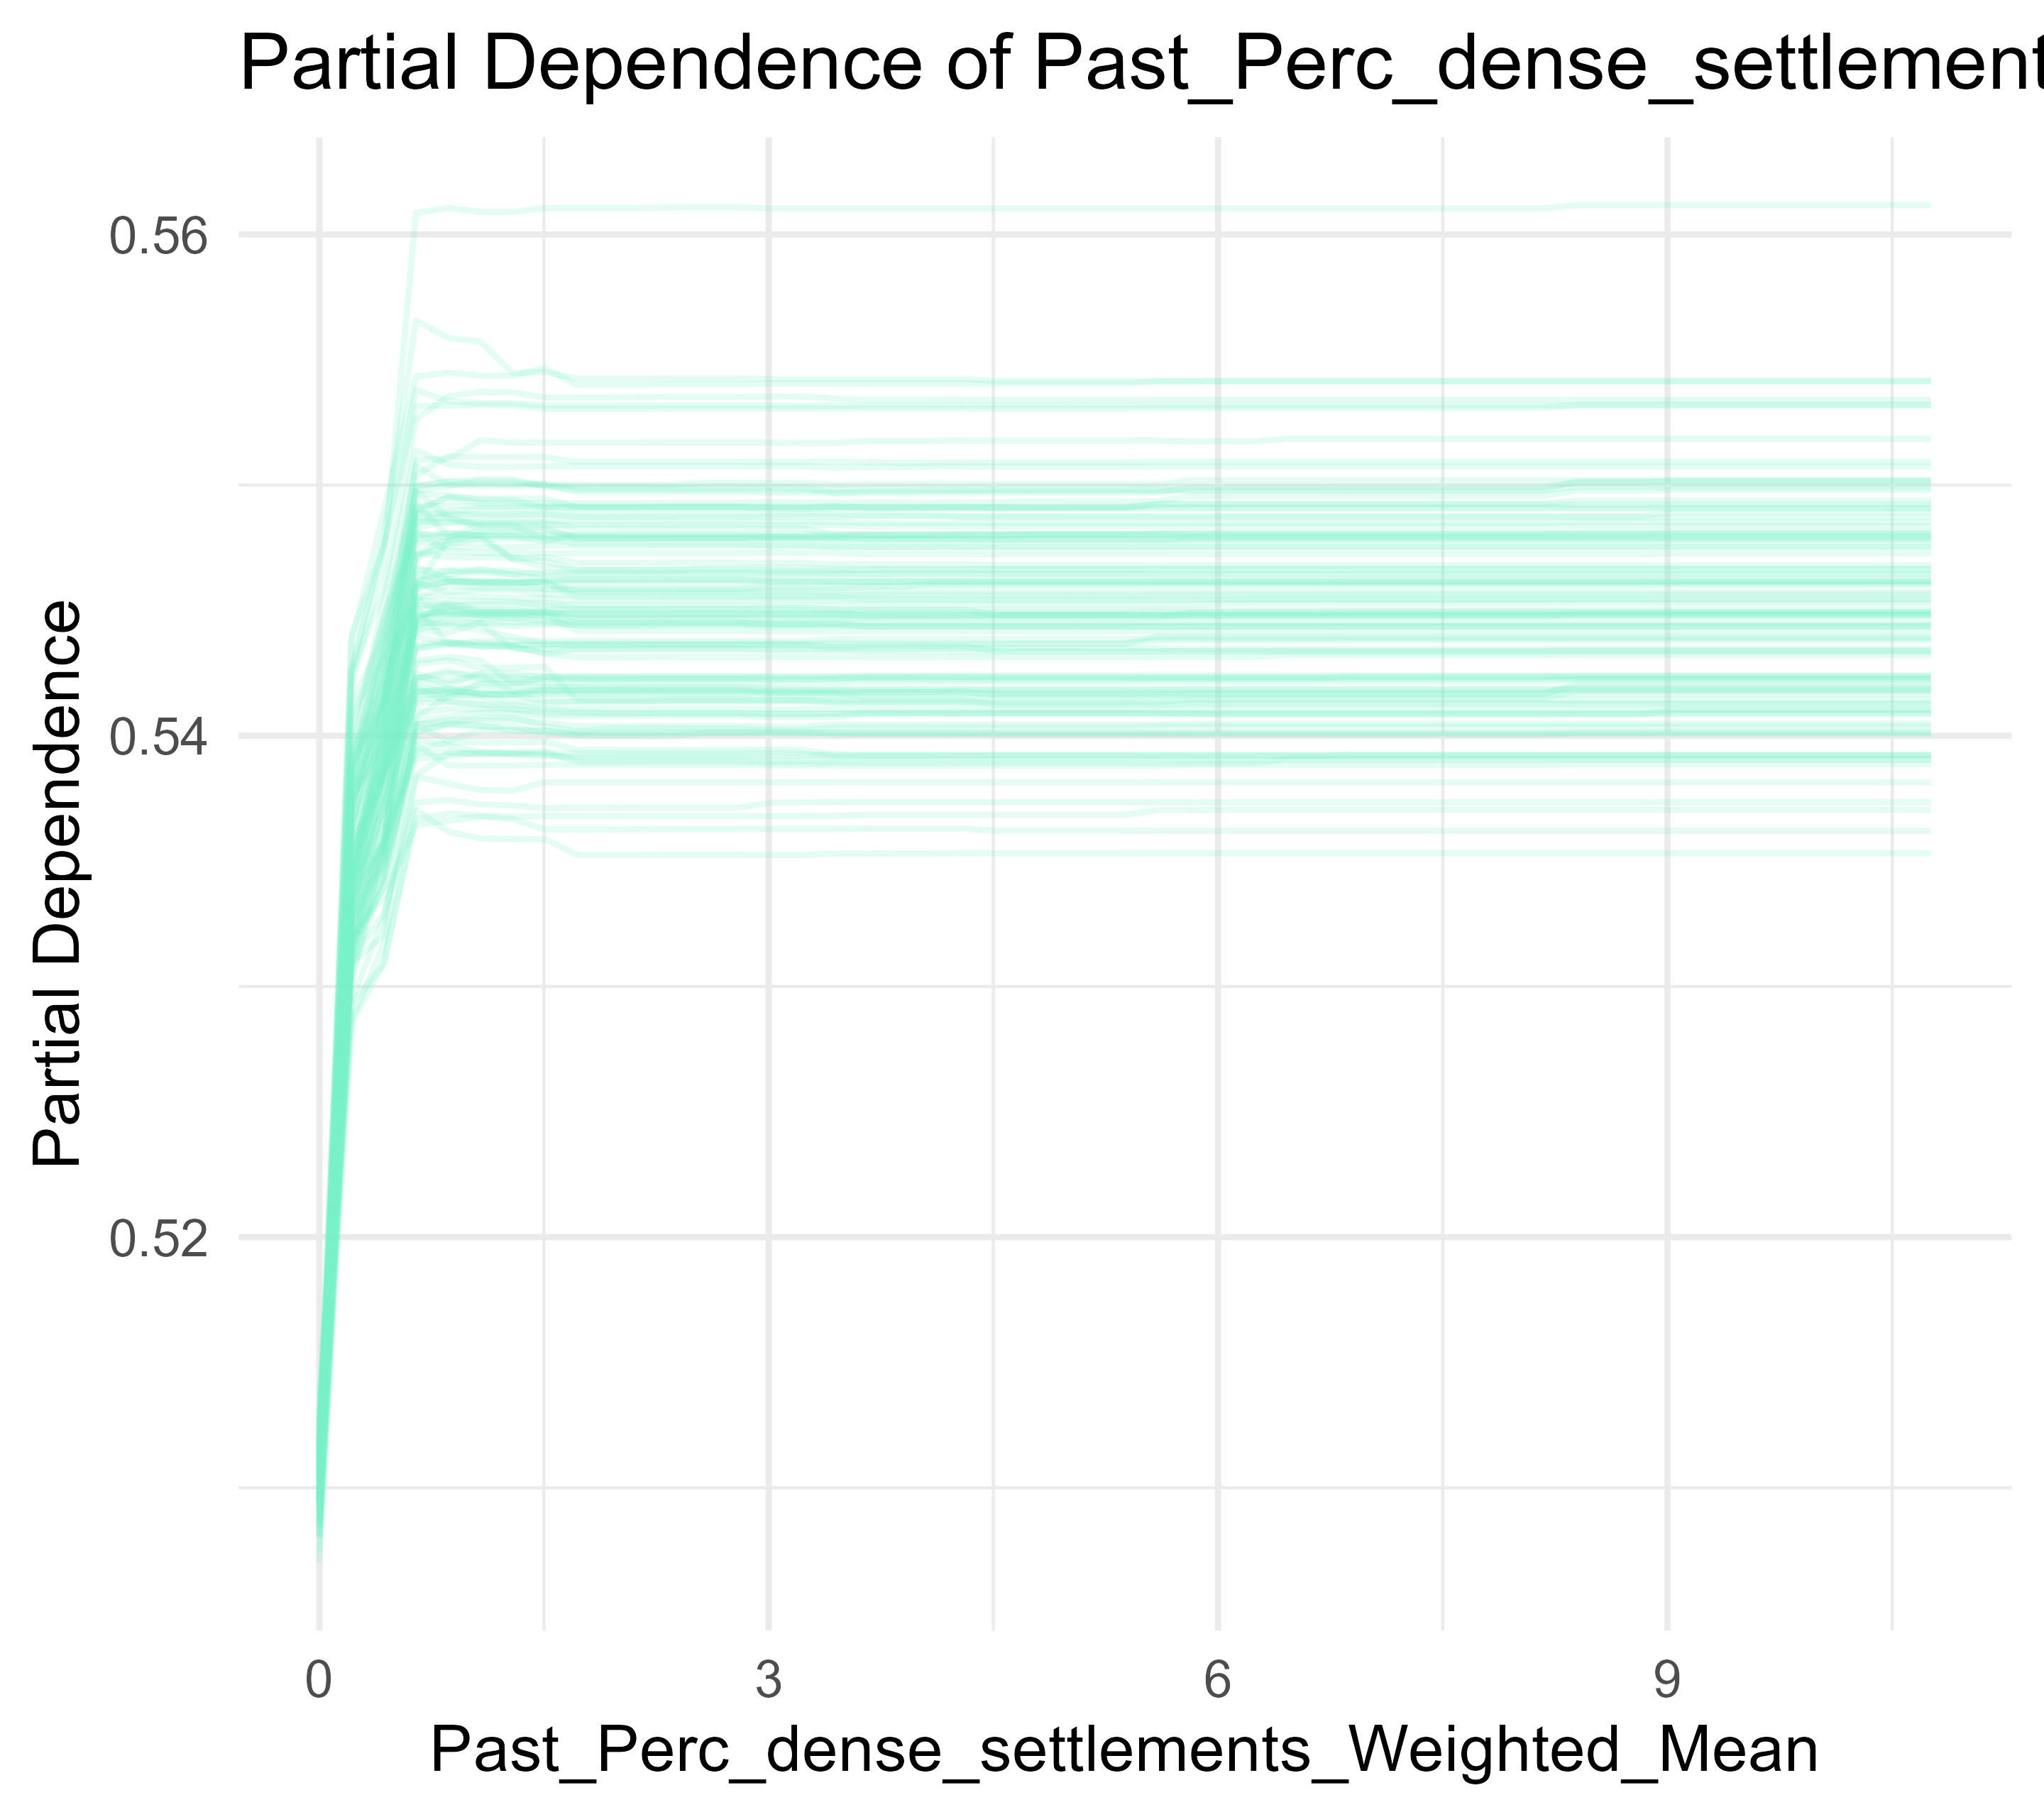 Partial Dependence of Past_Perc_dense_settlement
0.56
0.54
0.52
Partial Dependence
0 3 6 9
Past_Perc_dense_settlements_Weighted_Mean